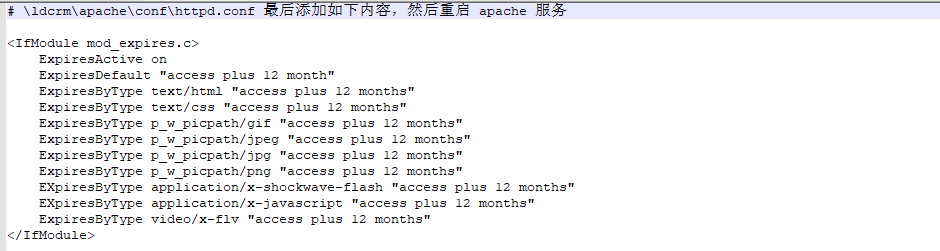 # \ldcrm\apache\conf\httpd.conf 最后添加如下内容，然后重启 apache 服务
<IfModule mod_expires.c>
ExpiresActive on
ExpiresDefault "access plus 12 month"
ExpiresByType text/html "access plus 12 months"
ExpiresByType text/css "access plus 12 months"
ExpiresByType p_w_picpath/gif "access plus 12 months"
ExpiresByType p_w_picpath/jpeg "access plus 12 months"
ExpiresByType p_w_picpath/jpg "access plus 12 months"
ExpiresByType p_w_picpath/png "access plus 12 months"
EXpiresByType application/x-shockwave-flash "access plus 12 months"
EXpiresByType application/x-javascript "access plus 12 months"
ExpiresByType video/x-flv "access plus 12 months"
</IfModule>